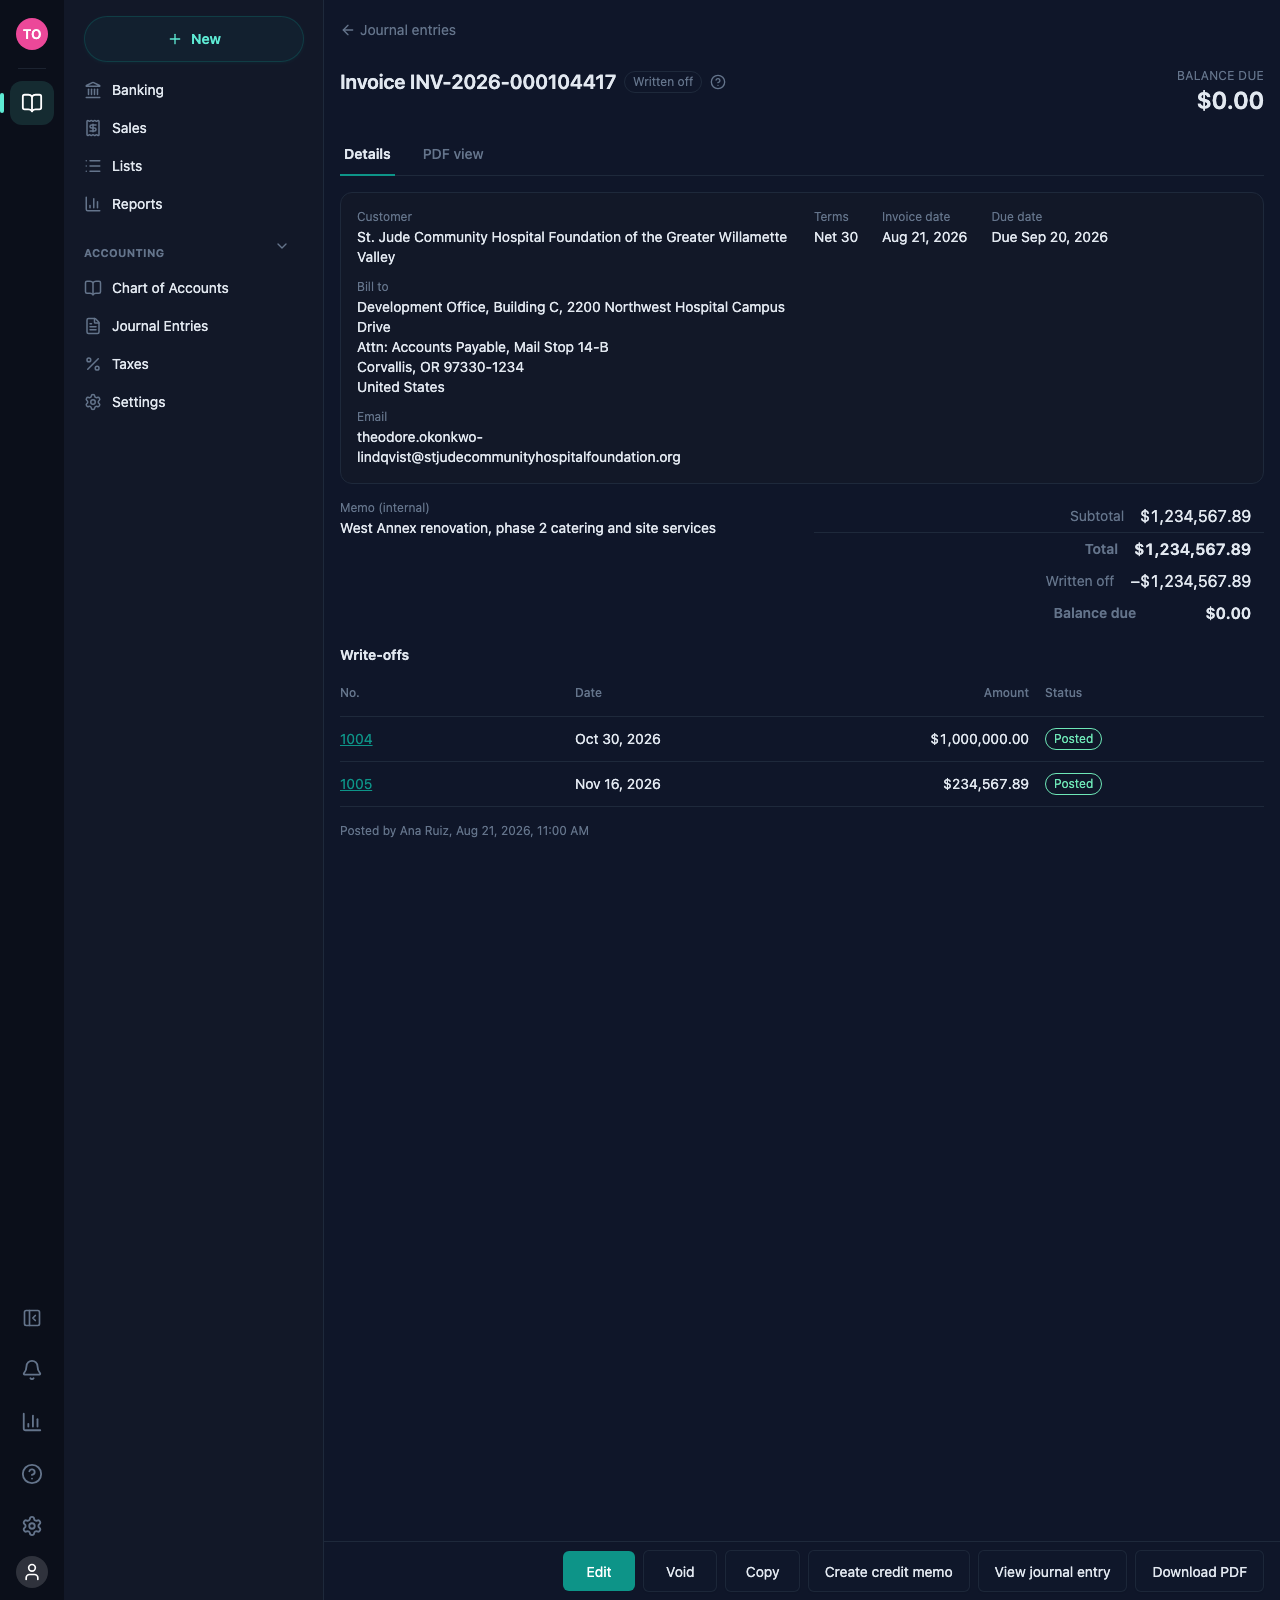 TO
New
Banking
Sales
Lists
Reports
ACCOUNTING
Chart of Accounts
Journal Entries
Taxes
Settings
Journal entries
Invoice INV-2026-000104417
Written off
BALANCE DUE
$0.00
Details
PDF view
Customer
St. Jude Community Hospital Foundation of the Greater Willamette
Valley
Terms
Net 30
Invoice date
Aug 21, 2026
Due date
Due Sep 20, 2026
Bill to
Development Office, Building C, 2200 Northwest Hospital Campus
Drive
Attn: Accounts Payable, Mail Stop 14-B
Corvallis, OR 97330-1234
United States
Email
theodore.okonkwo-
lindqvist@stjudecommunityhospitalfoundation.org
Memo (internal)
West Annex renovation, phase 2 catering and site services
Subtotal $1,234,567.89
Total $1,234,567.89
Written off –$1,234,567.89
Balance due $0.00
Write-offs
No. Date Amount Status
1004 Oct 30, 2026 $1,000,000.00 Posted
1005 Nov 16, 2026 $234,567.89 Posted
Posted by Ana Ruiz, Aug 21, 2026, 11:00 AM
Edit
Void
Copy
Create credit memo
View journal entry
Download PDF